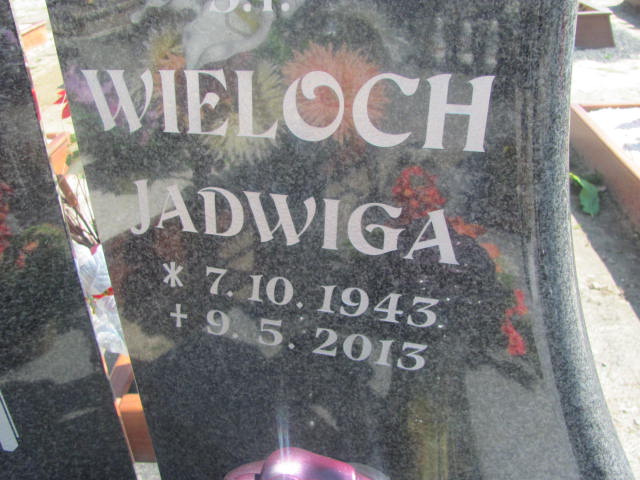 Ś.P.
WIELOCH
JADWIGA
* 7. 10. 1943
+ 9. 5. 2013